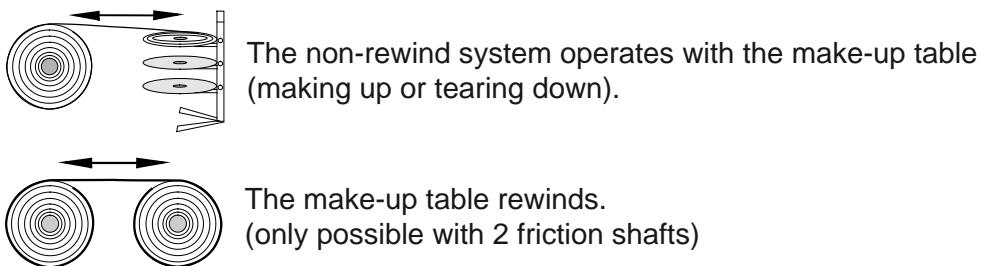 The non-rewind system operates with the make-up table
(making up or tearing down).
The make-up table rewinds.
(only possible with 2 friction shafts)